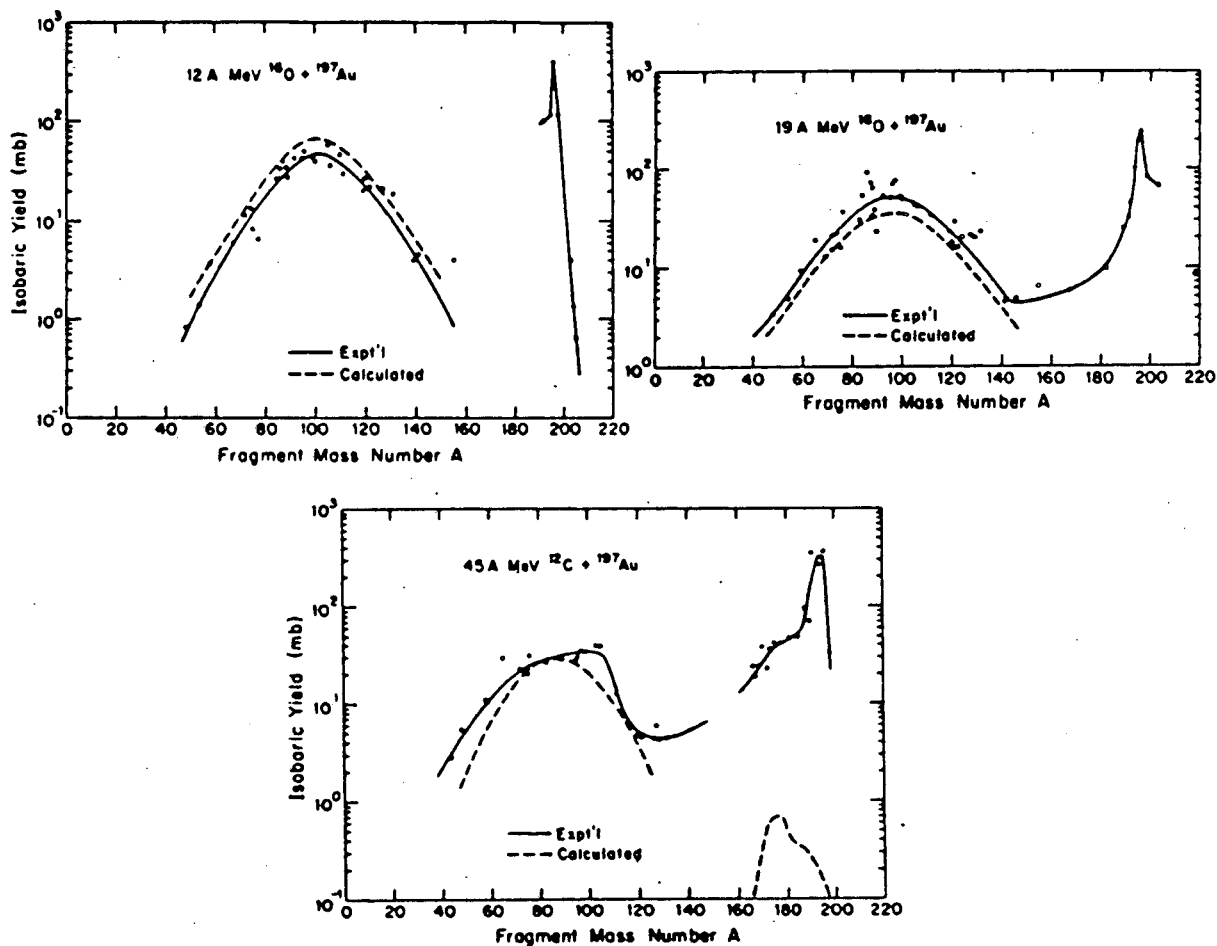 12 A MeV ¹⁶O + ¹⁹⁷Au
Isobaric Yield (mb)
10³
10²
10¹
10⁰
10⁻¹
Expt'l
Calculated
0 20 40 60 80 100 120 140 160 180 200 220
Fragment Mass Number A
19 A MeV ¹⁶O + ¹⁹⁷Au
10³
10²
10¹
10⁰
Expt'l
Calculated
0 20 40 60 80 100 120 140 160 180 200 220
Fragment Mass Number A
45 A MeV ¹²C + ¹⁹⁷Au
Isobaric Yield (mb)
10³
10²
10¹
10⁰
10⁻¹
Expt'l
Calculated
0 20 40 60 80 100 120 140 160 180 200 220
Fragment Mass Number A